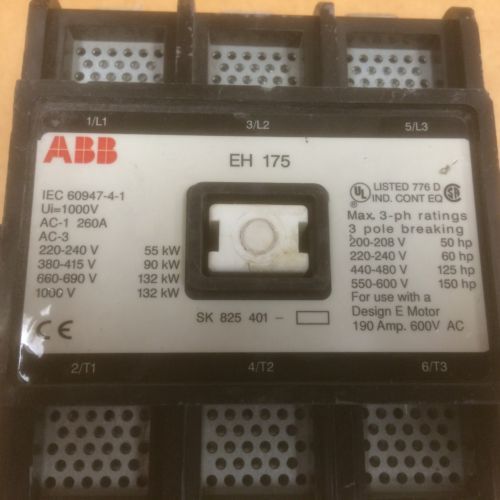 1/L1 3/L2 5/L3
ABB
EH 175
IEC 60947-4-1
Ui=1000V
AC-1 260A
AC-3
220-240 V 55 kW
380-415 V 90 kW
660-690 V 132 kW
1000 V 132 kW
CE
SK 825 401 -
UL LISTED 776 D
IND. CONT EQ
Max. 3-ph ratings
3 pole breaking
200-208 V 50 hp
220-240 V 60 hp
440-480 V 125 hp
550-600 V 150 hp
For use with a
Design E Motor
190 Amp. 600V AC
2/T1 4/T2 6/T3